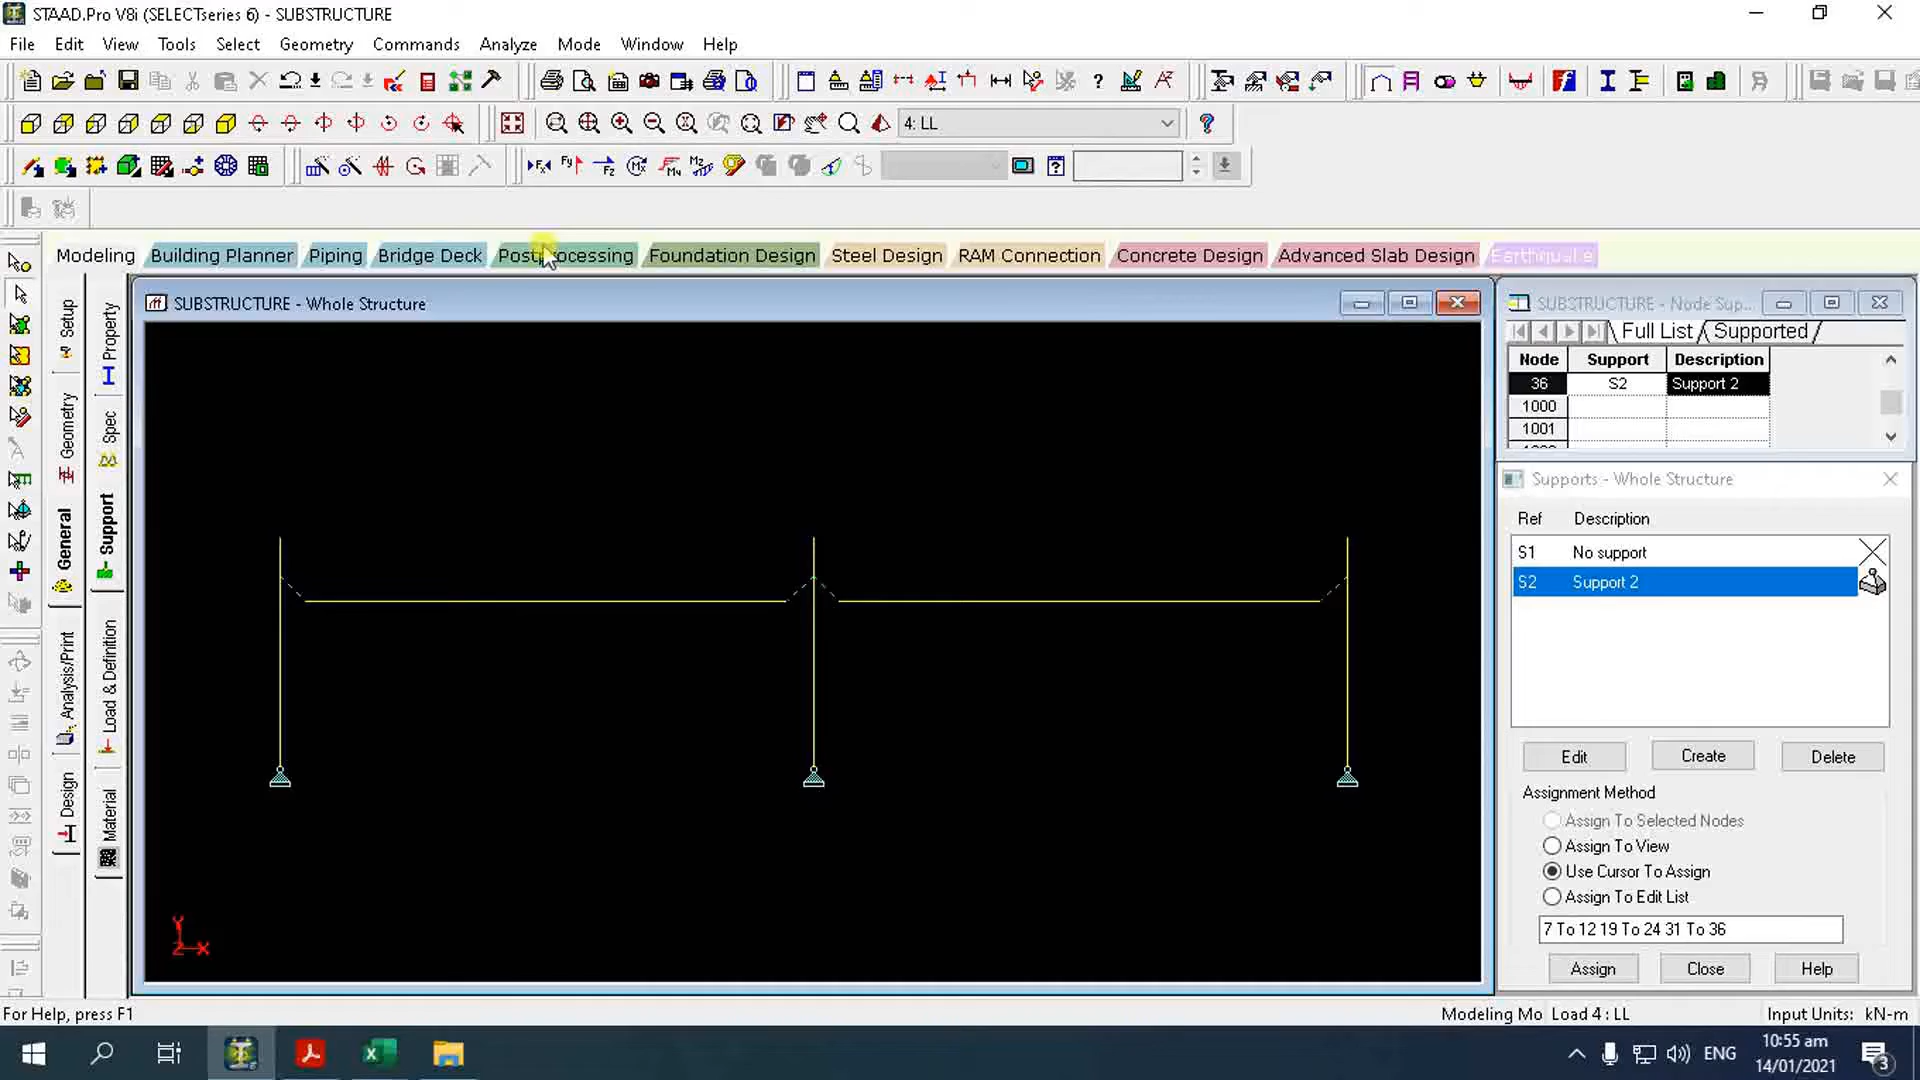 STAAD.Pro V8i (SELECTseries 6) - SUBSTRUCTURE
File Edit View Tools Select Geometry Commands Analyze Mode Window Help
4: LL
Modeling Building Planner Piping Bridge Deck Postprocessing Foundation Design Steel Design RAM Connection Concrete Design Advanced Slab Design Earthquake
Setup
Geometry
General
Analysis/Print
Design
Property
Spec
Support
Load & Definition
Material
SUBSTRUCTURE - Whole Structure
Y
Z X
SUBSTRUCTURE - Node Sup...
Full List Supported
Node Support Description
36 S2 Support 2
1000
1001
Supports - Whole Structure
Ref Description
S1 No support
S2 Support 2
Edit Create Delete
Assignment Method
Assign To Selected Nodes
Assign To View
Use Cursor To Assign
Assign To Edit List
7 To 12 19 To 24 31 To 36
Assign Close Help
For Help, press F1
Modeling Mo Load 4 : LL Input Units: kN-m
ENG
10:55 am
14/01/2021
3